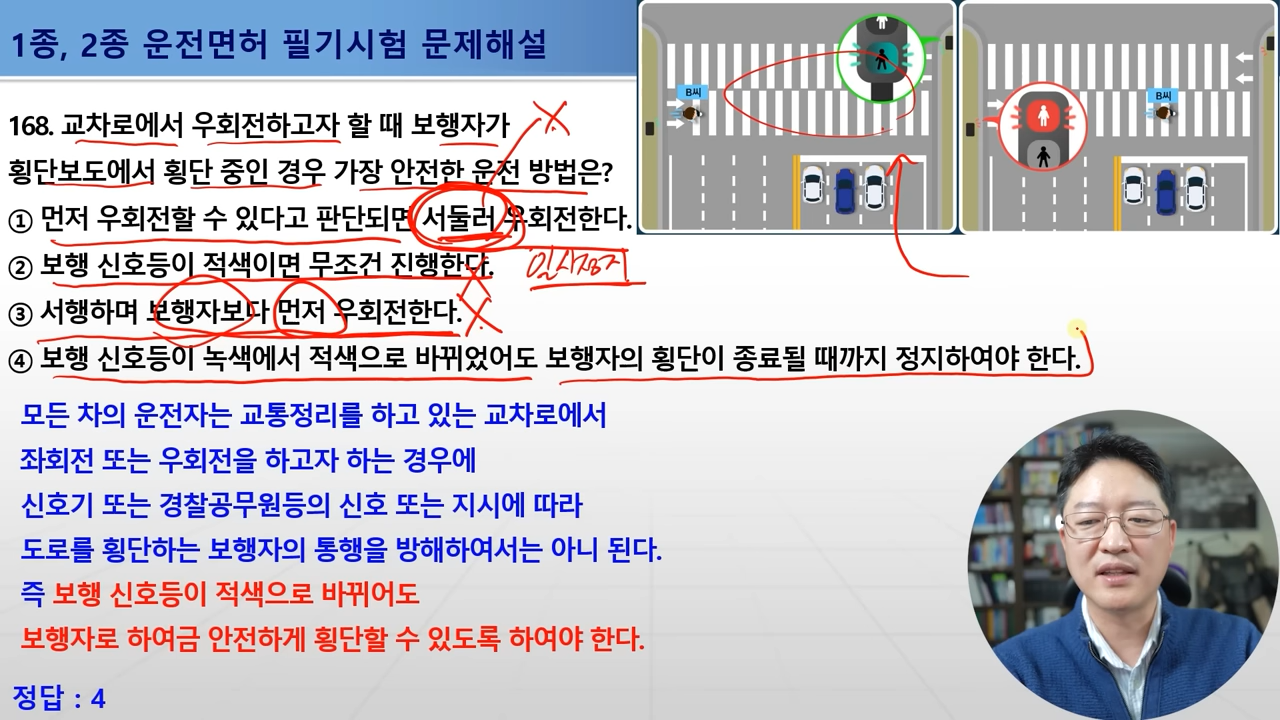 1종, 2종 운전면허 필기시험 문제해설
168. 교차로에서 우회전하고자 할 때 보행자가
횡단보도에서 횡단 중인 경우 가장 안전한 운전 방법은?
① 먼저 우회전할 수 있다고 판단되면 서둘러 우회전한다.
② 보행 신호등이 적색이면 무조건 진행한다.
일시정지
③ 서행하며 보행자보다 먼저 우회전한다.
④ 보행 신호등이 녹색에서 적색으로 바뀌었어도 보행자의 횡단이 종료될 때까지 정지하여야 한다.
모든 차의 운전자는 교통정리를 하고 있는 교차로에서
좌회전 또는 우회전을 하고자 하는 경우에
신호기 또는 경찰공무원등의 신호 또는 지시에 따라
도로를 횡단하는 보행자의 통행을 방해하여서는 아니 된다.
즉 보행 신호등이 적색으로 바뀌어도
보행자로 하여금 안전하게 횡단할 수 있도록 하여야 한다.
정답 : 4
B씨
B씨